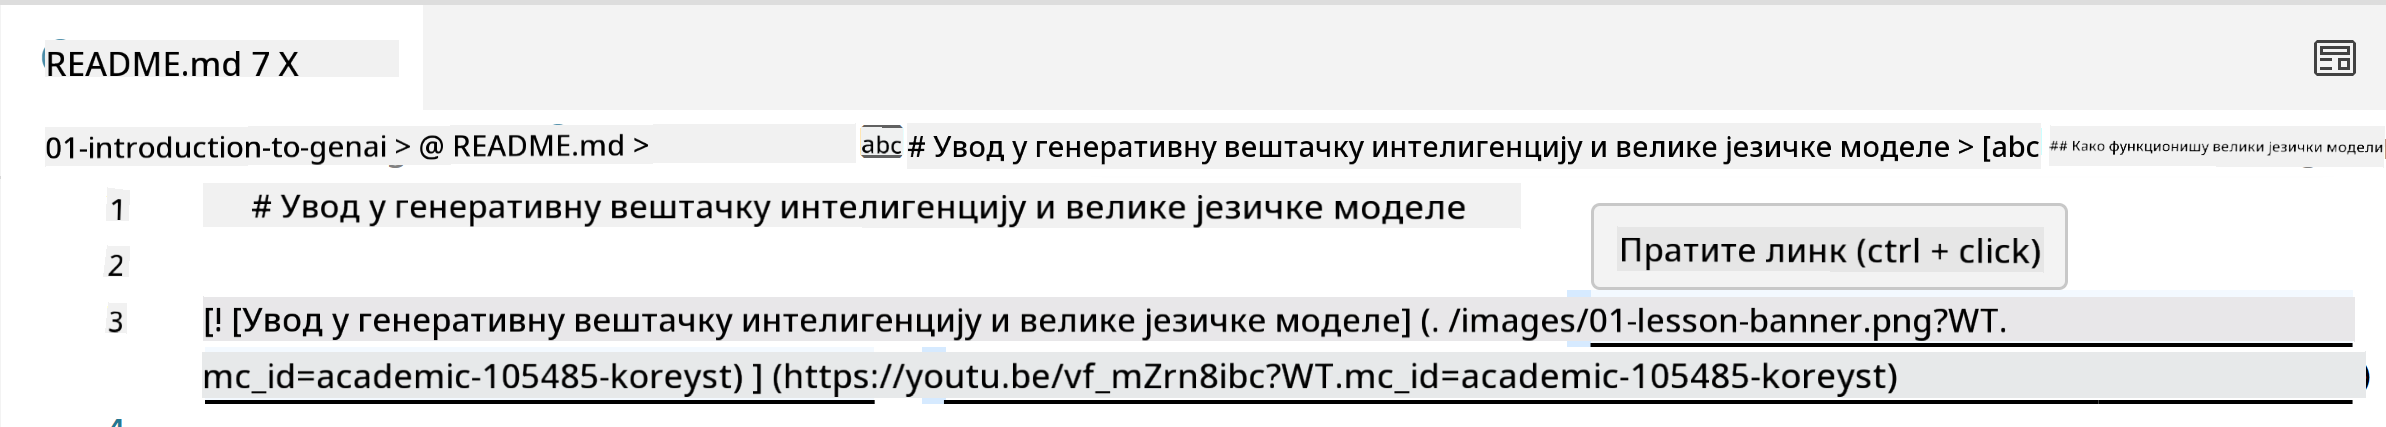 README.md 7 X
01-introduction-to-genai > @ README.md > abc # Увод у генеративну вештачку интелигенцију и велике језичке моделе > [abc ## Како функционишу велики језички модели
1 # Увод у генеративну вештачку интелигенцију и велике језичке моделе
Пратите линк (ctrl + click)
2
3 [! [Увод у генеративну вештачку интелигенцију и велике језичке моделе] (. /images/01-lesson-banner.png?WT.
mc_id=academic-105485-koreyst) ] (https://youtu.be/vf_mZrn8ibc?WT.mc_id=academic-105485-koreyst)
4